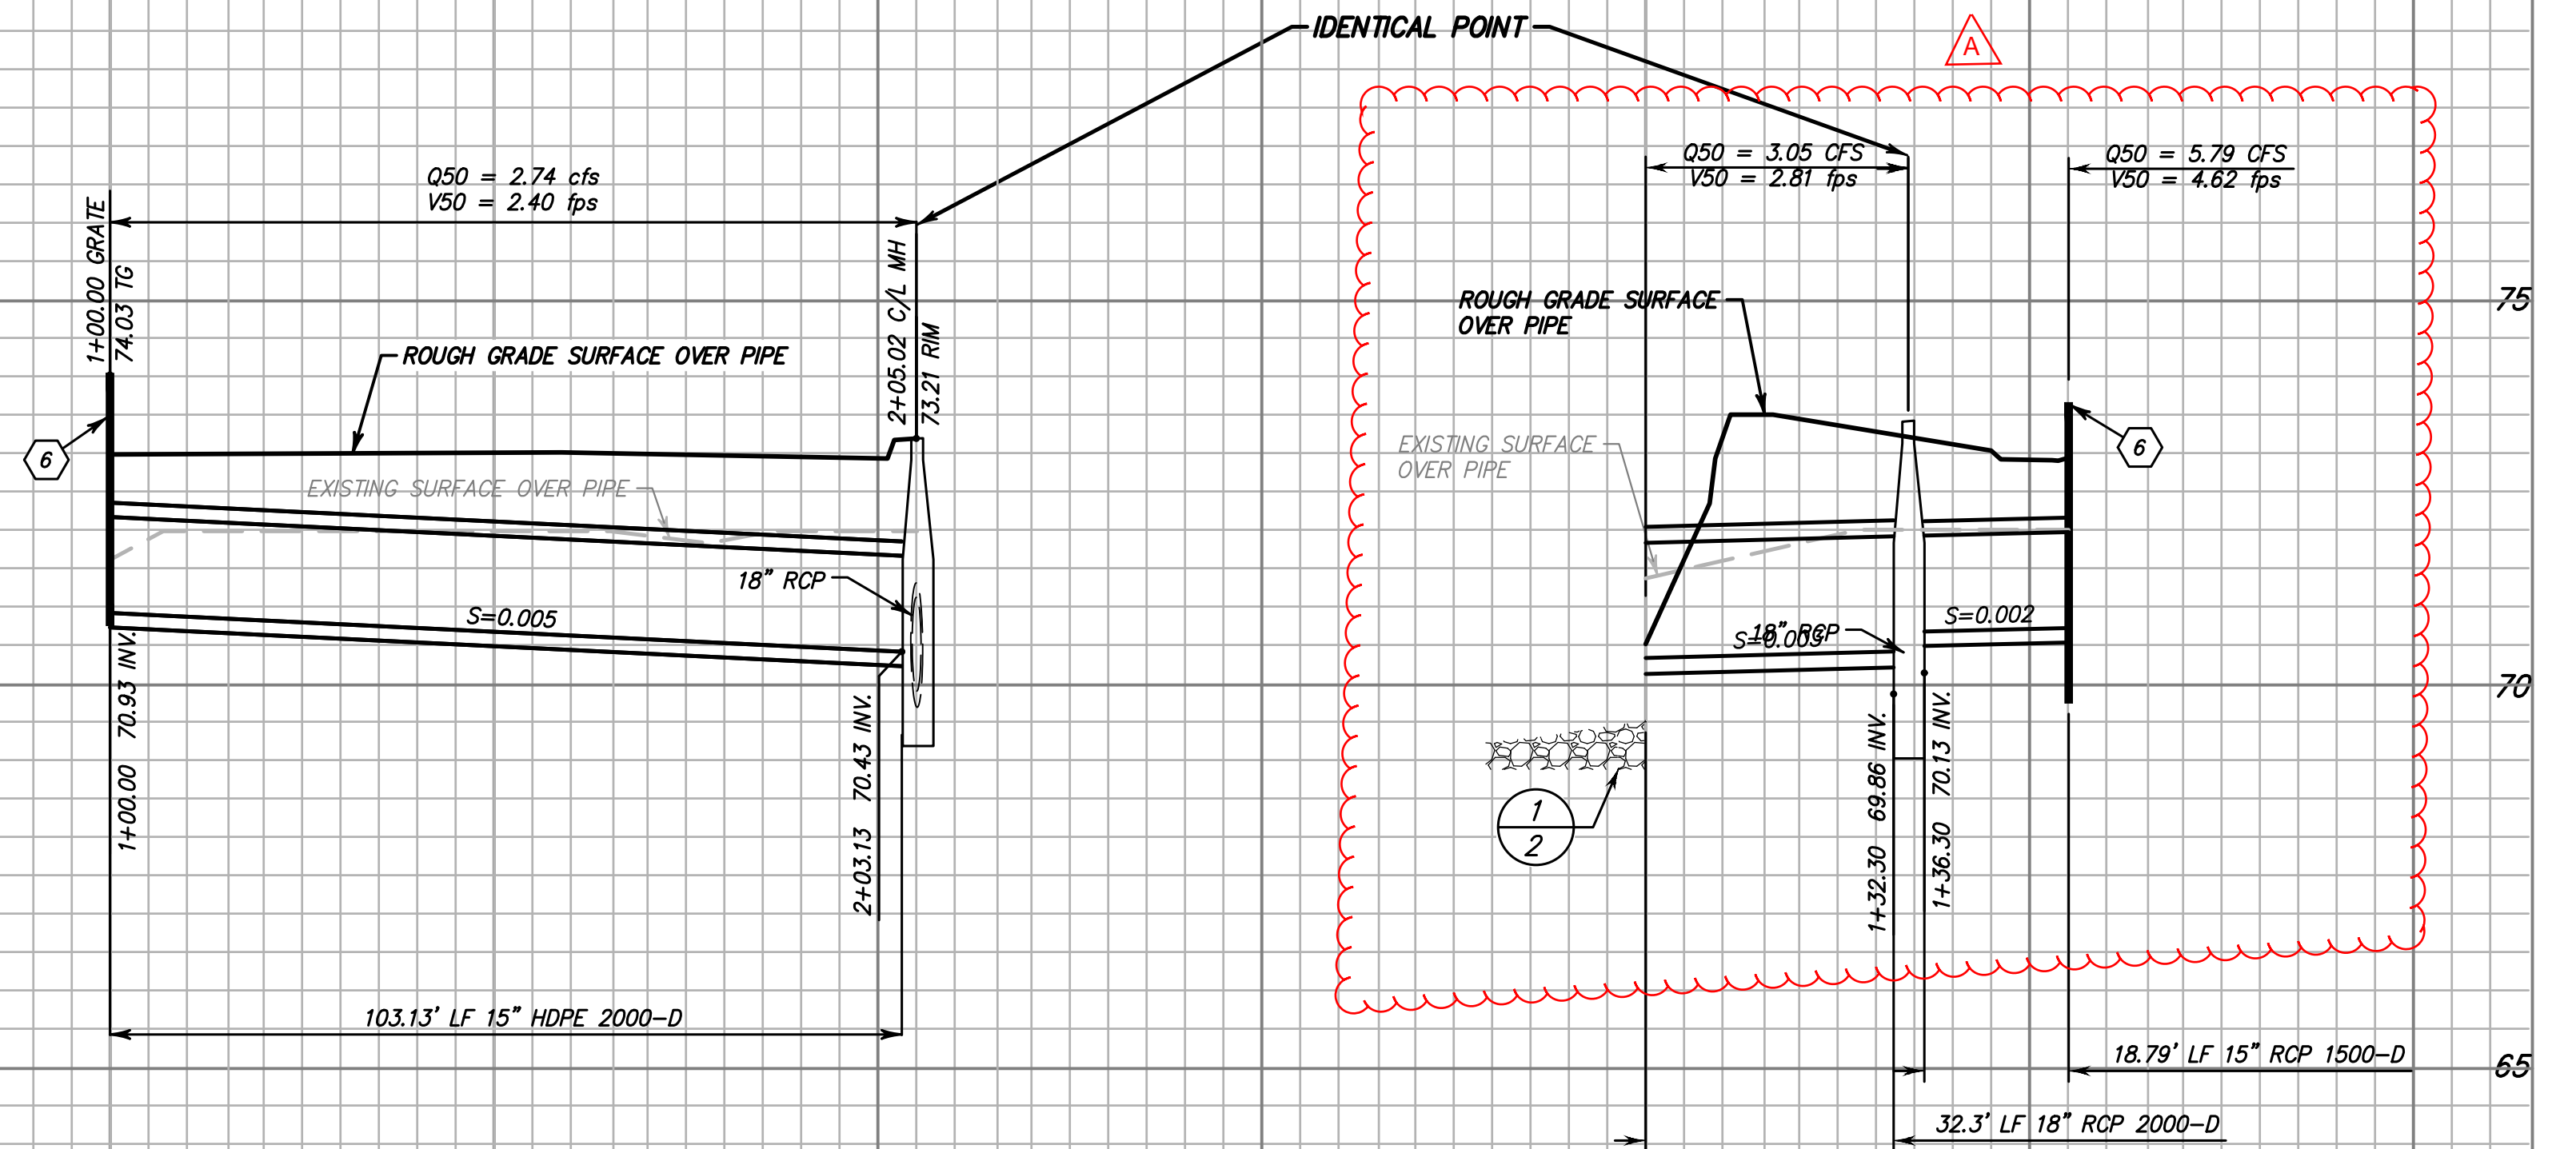 IDENTICAL POINT
A
Q50 = 2.74 cfs
V50 = 2.40 fps
Q50 = 3.05 CFS
V50 = 2.81 fps
Q50 = 5.79 CFS
V50 = 4.62 fps
1+00.00 GRATE
74.03 TG
2+05.02 C/L MH
73.21 RIM
ROUGH GRADE SURFACE OVER PIPE
ROUGH GRADE SURFACE
OVER PIPE
75
6
EXISTING SURFACE OVER PIPE
EXISTING SURFACE
OVER PIPE
6
18" RCP
S=0.005
18" RCP
S=0.003
S=0.002
70
1+00.00 70.93 INV.
2+03.13 70.43 INV.
1
2
1+32.30 69.86 INV.
1+36.30 70.13 INV.
103.13' LF 15" HDPE 2000-D
18.79' LF 15" RCP 1500-D
65
32.3' LF 18" RCP 2000-D